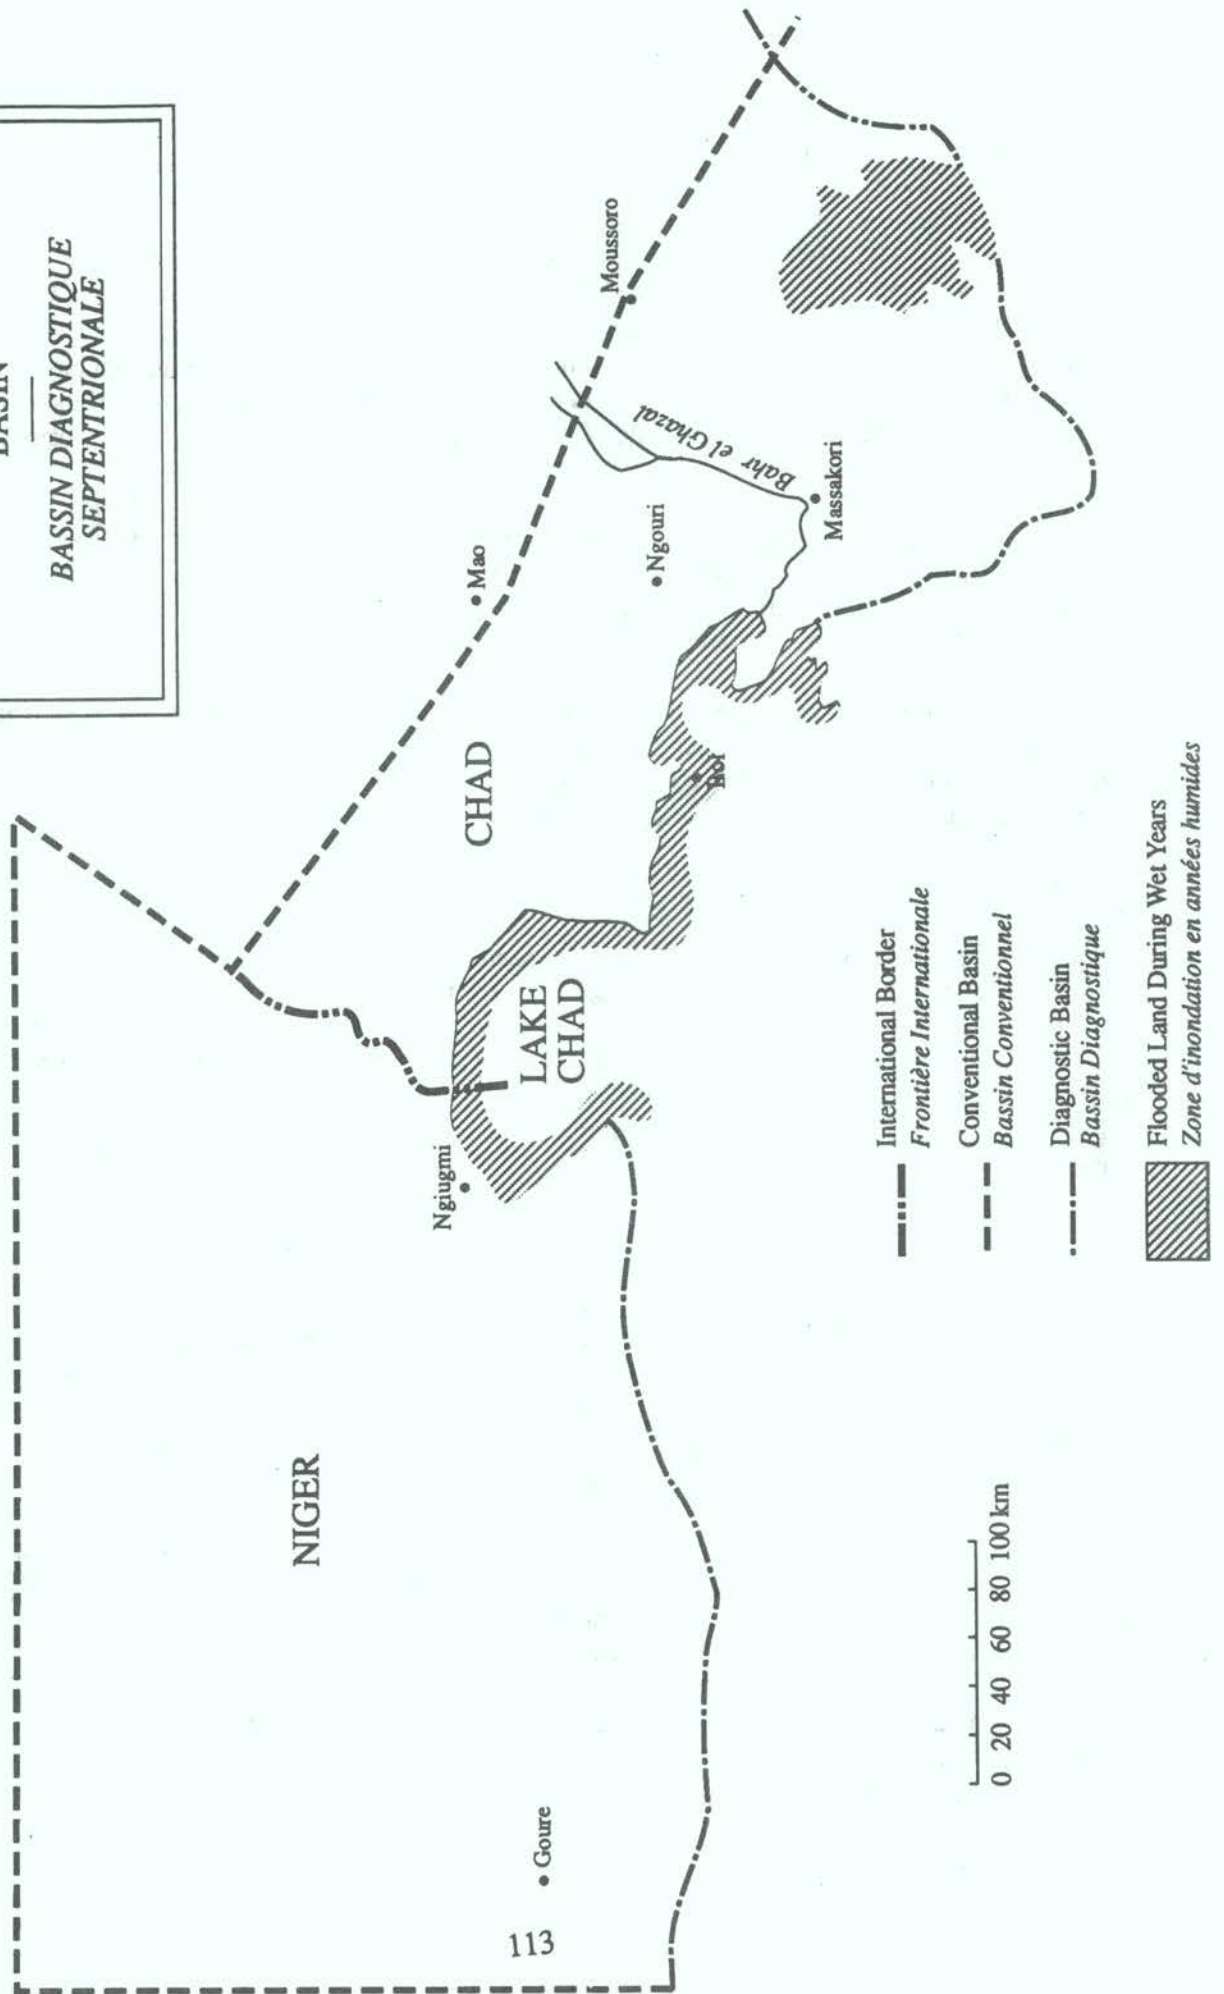 BASIN
BASSIN DIAGNOSTIQUE
SEPTENTRIONALE
NIGER
CHAD
LAKE
CHAD
Goure
Ngiugmi
Mao
Ngouri
Moussoro
Bahr el Ghazal
Massakori
0 20 40 60 80 100 km
International Border
Frontière Internationale
Conventional Basin
Bassin Conventionnel
Diagnostic Basin
Bassin Diagnostique
Flooded Land During Wet Years
Zone d'inondation en années humides
113